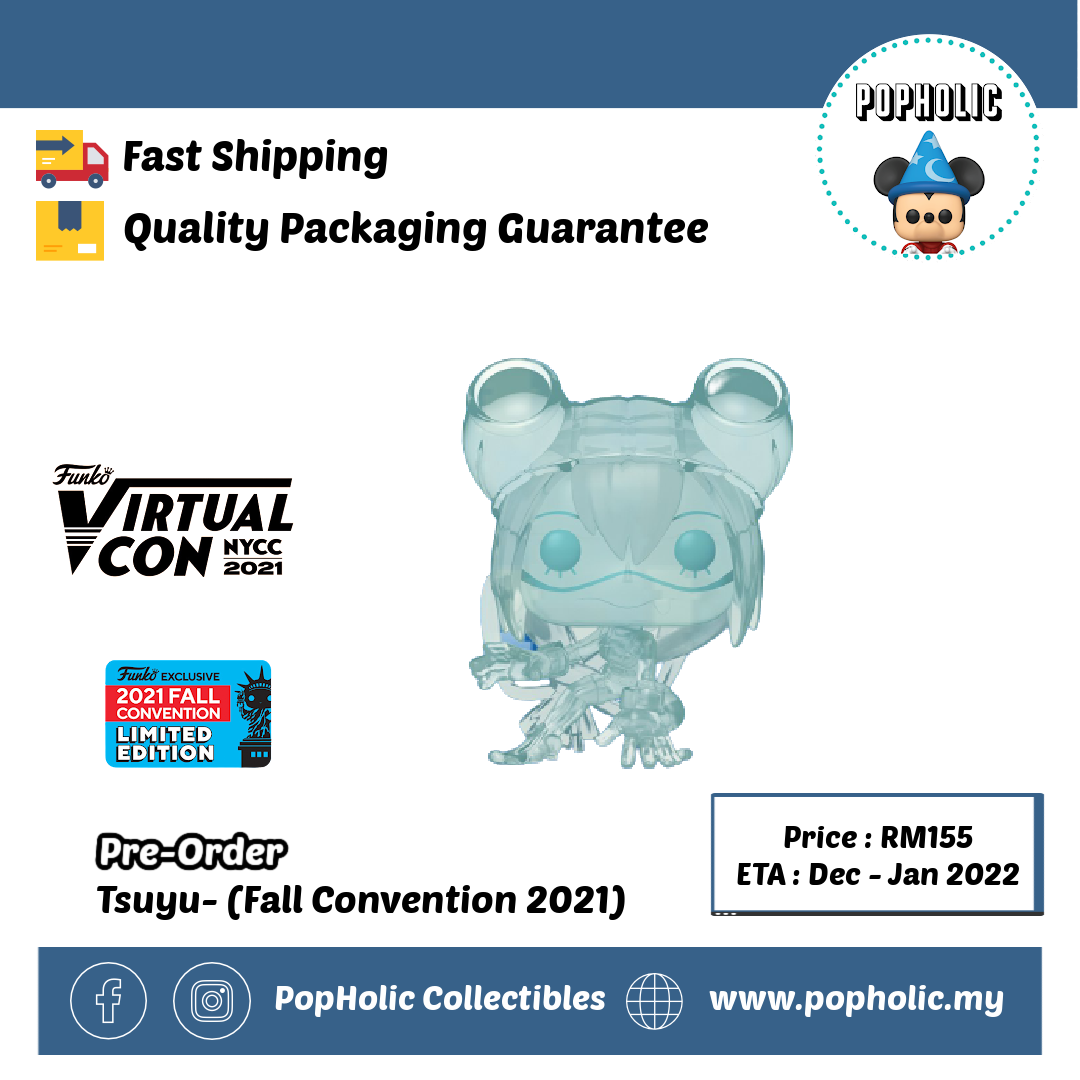 POPHOLIC
Fast Shipping
Quality Packaging Guarantee
Funko
VIRTUAL
CON NYCC
2021
Funko EXCLUSIVE
2021 FALL
CONVENTION
LIMITED
EDITION
Pre-Order
Tsuyu- (Fall Convention 2021)
Price : RM155
ETA : Dec - Jan 2022
PopHolic Collectibles
www.popholic.my